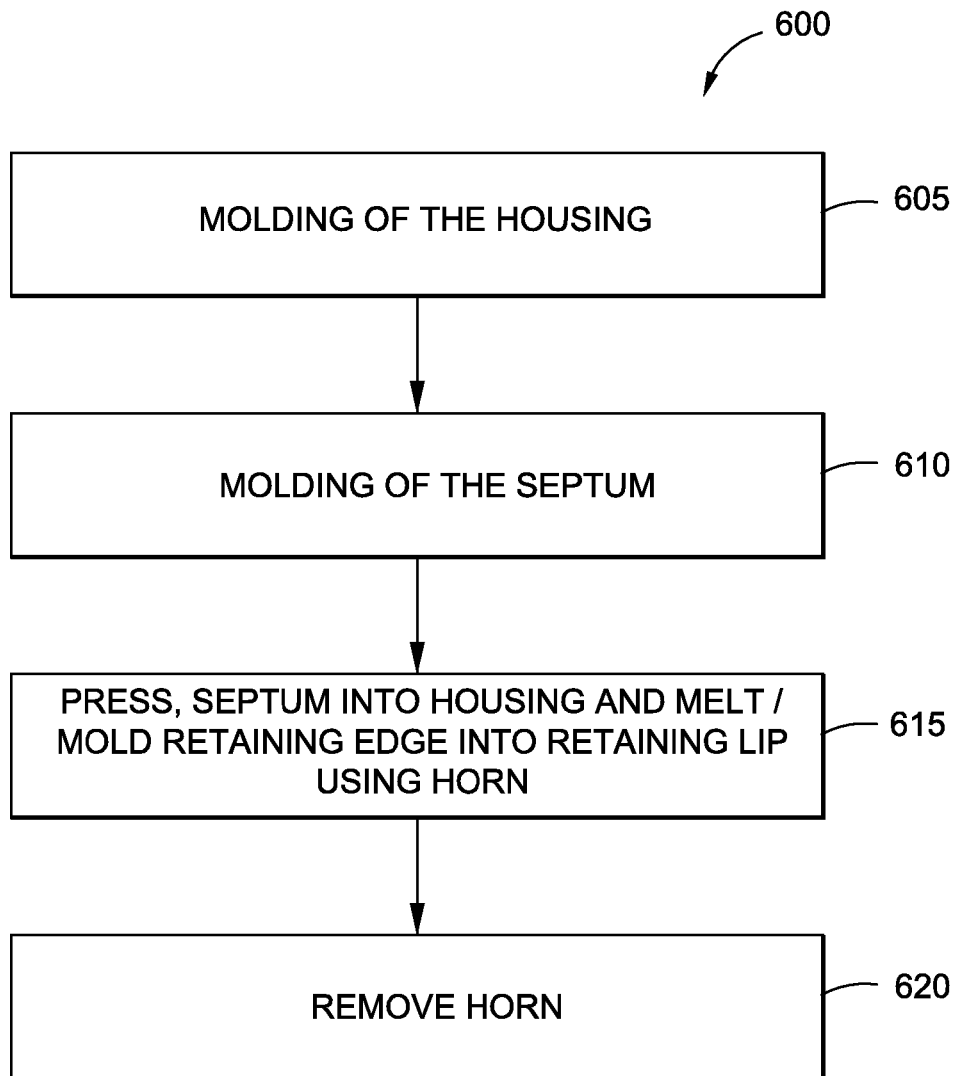 600
MOLDING OF THE HOUSING
605
MOLDING OF THE SEPTUM
610
PRESS, SEPTUM INTO HOUSING AND MELT /
MOLD RETAINING EDGE INTO RETAINING LIP
USING HORN
615
REMOVE HORN
620